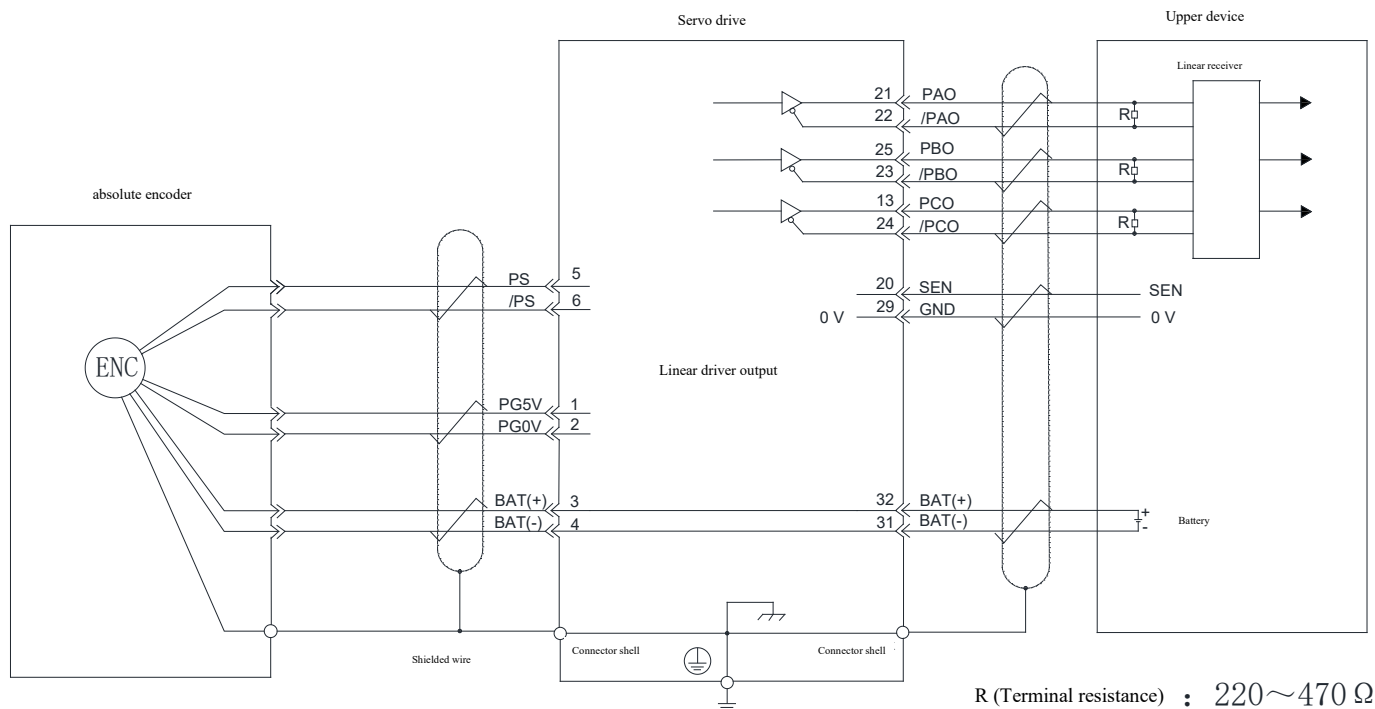 Servo drive
Upper device
Linear receiver
21 PAO
22 /PAO
R
25 PBO
23 /PBO
R
13 PCO
24 /PCO
R
absolute encoder
PS 5
/PS 6
20 SEN SEN
0 V 29 GND 0 V
ENC
Linear driver output
PG5V 1
PG0V 2
BAT(+) 3 32 BAT(+) +
BAT(-) 4 31 BAT(-) -
Battery
Shielded wire
Connector shell
Connector shell
R (Terminal resistance) : 220～470 Ω